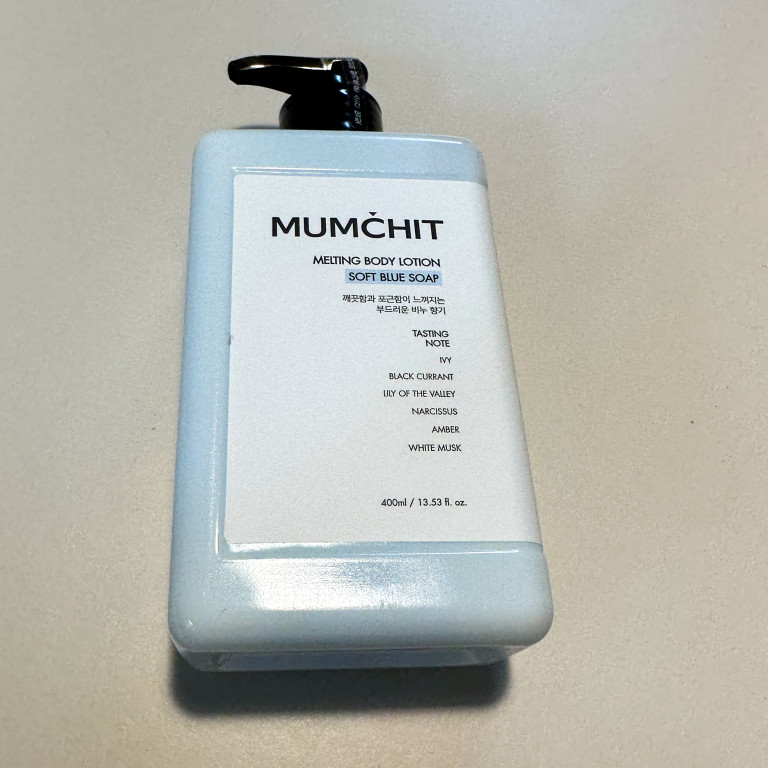 MUMCHIT
MELTING BODY LOTION
SOFT BLUE SOAP
깨끗함과 포근함이 느껴지는
부드러운 비누 향기
TASTING
NOTE
IVY
BLACK CURRANT
LILY OF THE VALLEY
NARCISSUS
AMBER
WHITE MUSK
400ml / 13.53 fl. oz.